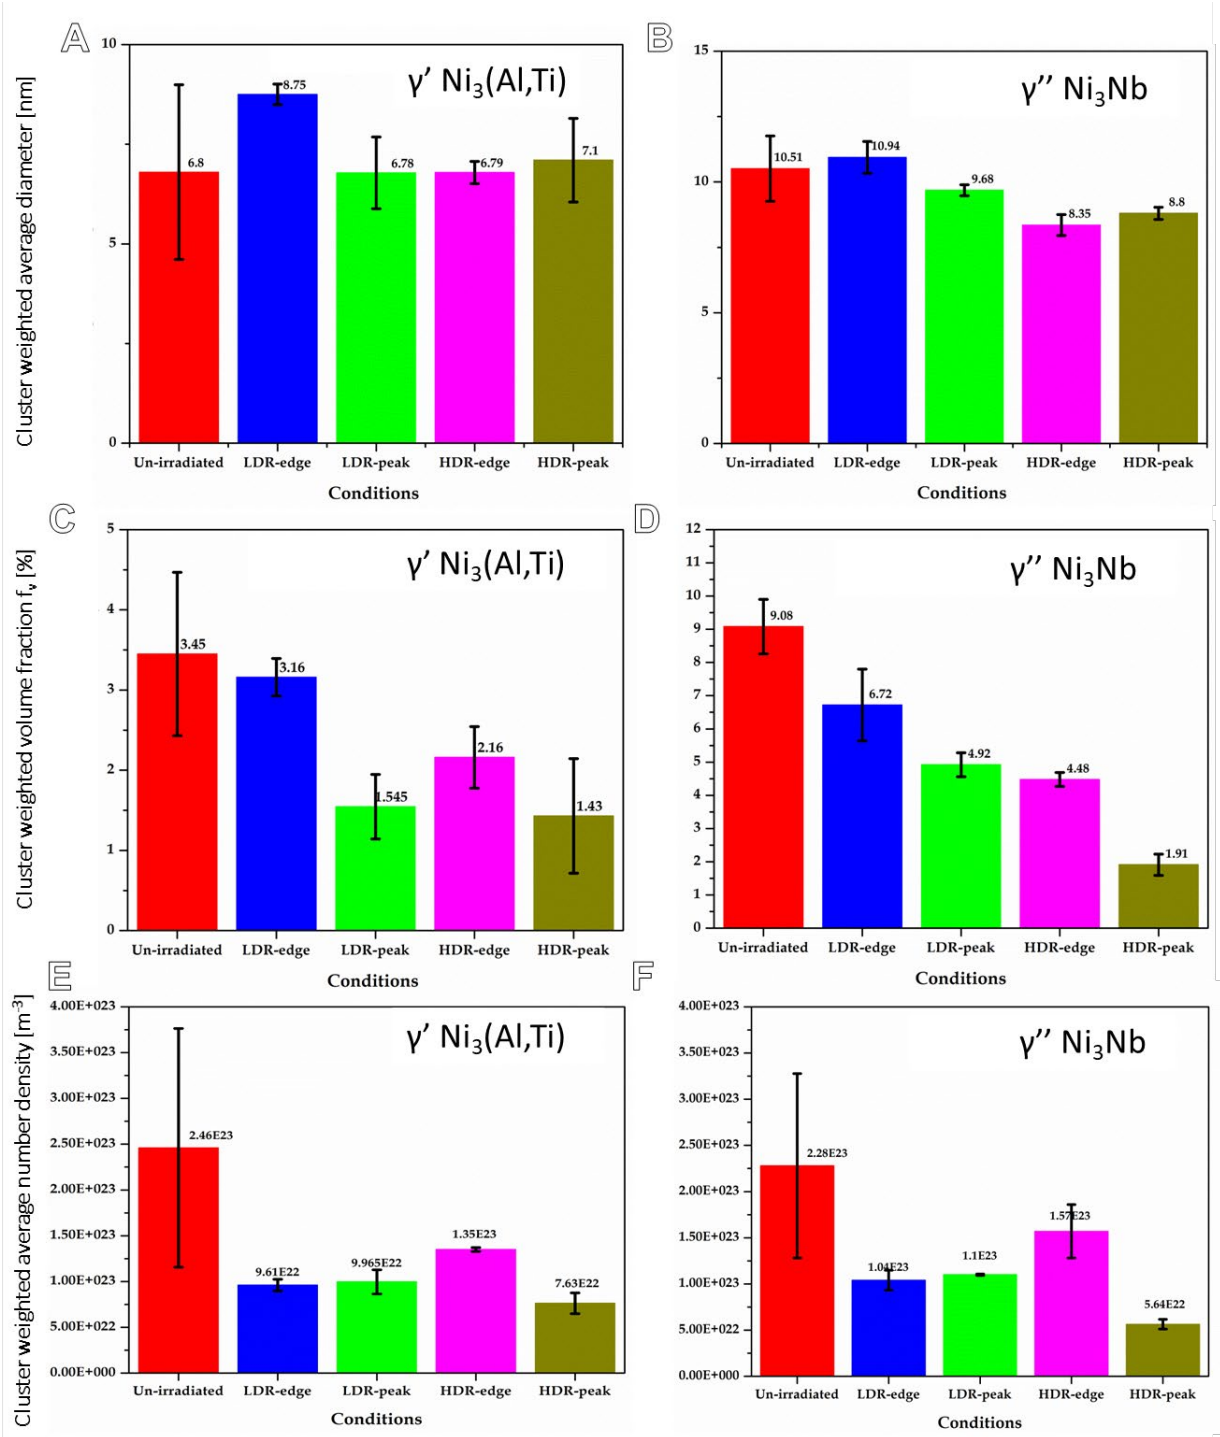 A
Cluster weighted average diameter [nm]
10
5
0
γ’ Ni3(Al,Ti)
6.8
8.75
6.78
6.79
7.1
Un-irradiated LDR-edge LDR-peak HDR-edge HDR-peak
Conditions
B
15
10
5
0
γ’’ Ni3Nb
10.51
10.94
9.68
8.35
8.8
Un-irradiated LDR-edge LDR-peak HDR-edge HDR-peak
Conditions
C
Cluster weighted volume fraction fv [%]
5
4
3
2
1
0
γ’ Ni3(Al,Ti)
3.45
3.16
1.545
2.16
1.43
Un-irradiated LDR-edge LDR-peak HDR-edge HDR-peak
Conditions
D
12
11
10
9
8
7
6
5
4
3
2
1
0
γ’’ Ni3Nb
9.08
6.72
4.92
4.48
1.91
Un-irradiated LDR-edge LDR-peak HDR-edge HDR-peak
Conditions
E
Cluster weighted average number density [m-3]
4.00E+023
3.50E+023
3.00E+023
2.50E+023
2.00E+023
1.50E+023
1.00E+023
5.00E+022
0.00E+000
γ’ Ni3(Al,Ti)
2.46E23
9.61E22
9.965E22
1.35E23
7.63E22
Un-irradiated LDR-edge LDR-peak HDR-edge HDR-peak
Conditions
F
4.00E+023
3.50E+023
3.00E+023
2.50E+023
2.00E+023
1.50E+023
1.00E+023
5.00E+022
0.00E+000
γ’’ Ni3Nb
2.28E23
1.04E23
1.1E23
1.57E23
5.64E22
Un-irradiated LDR-edge LDR-peak HDR-edge HDR-peak
Conditions